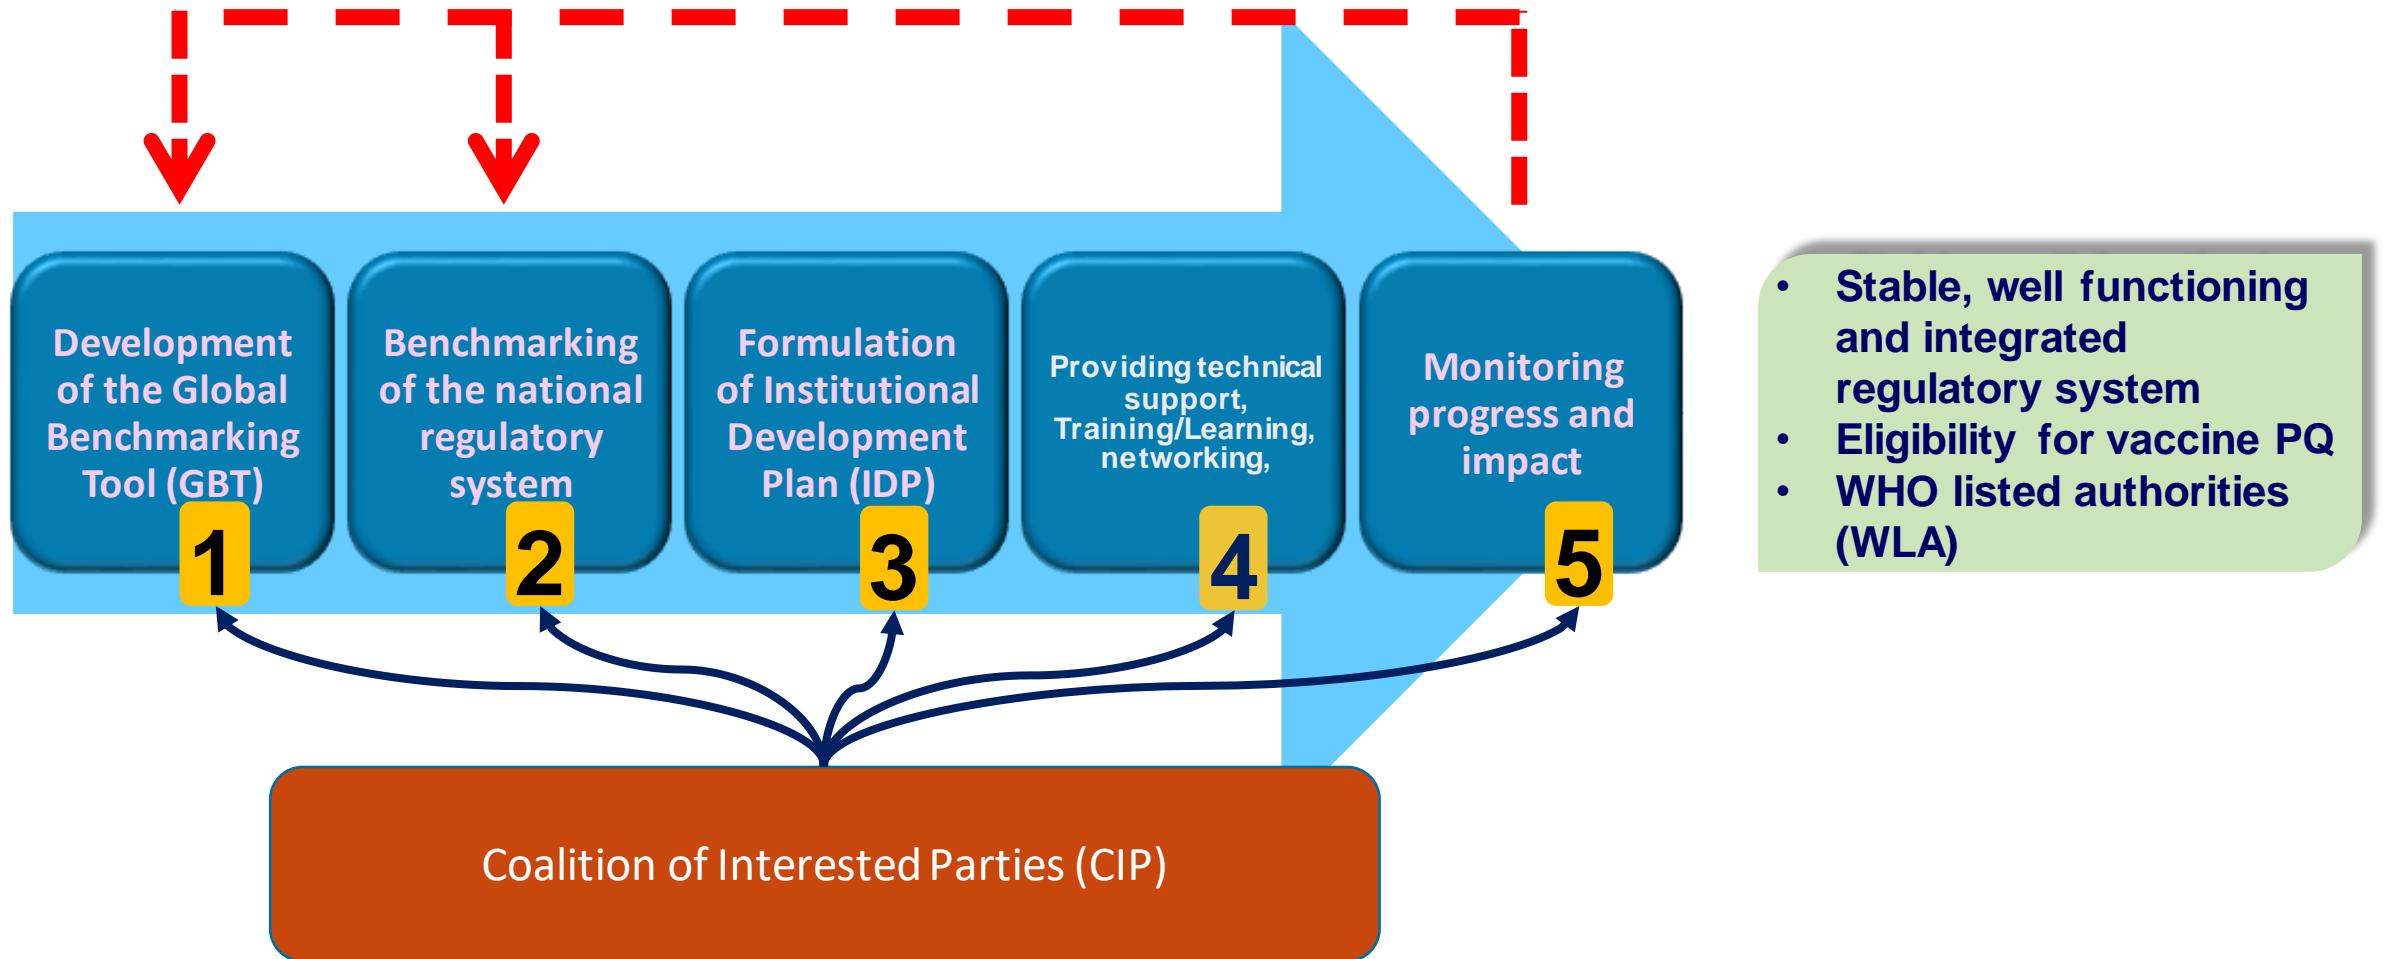 Development
of the Global
Benchmarking
Tool (GBT)
1
Benchmarking
of the national
regulatory
system
2
Formulation
of Institutional
Development
Plan (IDP)
3
Providing technical
support,
Training/Learning,
networking,
4
Monitoring
progress and
impact
5
• Stable, well functioning
and integrated
regulatory system
• Eligibility for vaccine PQ
• WHO listed authorities
(WLA)
Coalition of Interested Parties (CIP)